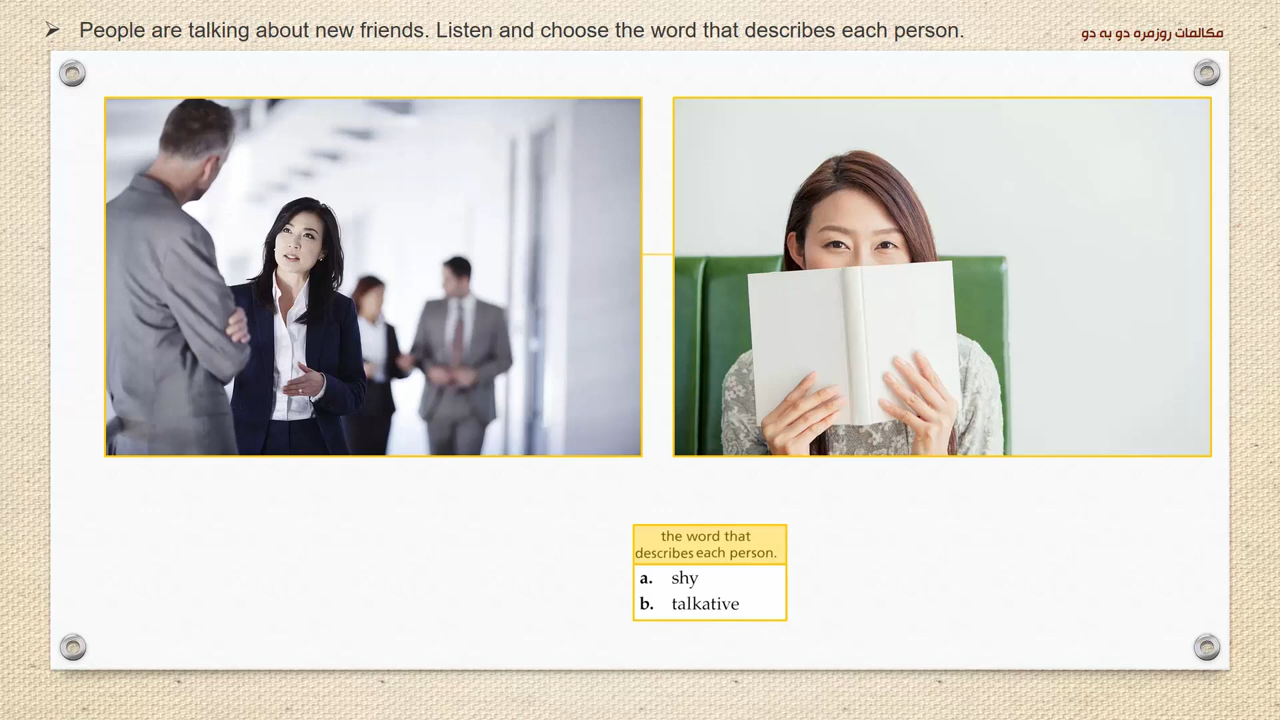 ➢ People are talking about new friends. Listen and choose the word that describes each person.
مکالمات روزمره دو به دو
the word that
describes each person.
a. shy
b. talkative